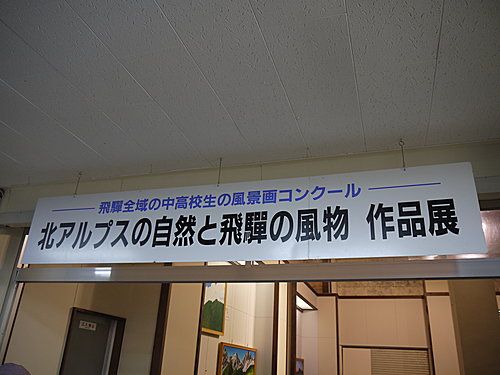 飛騨全域の中高校生の風景画コンクール
北アルプスの自然と飛騨の風物 作品展